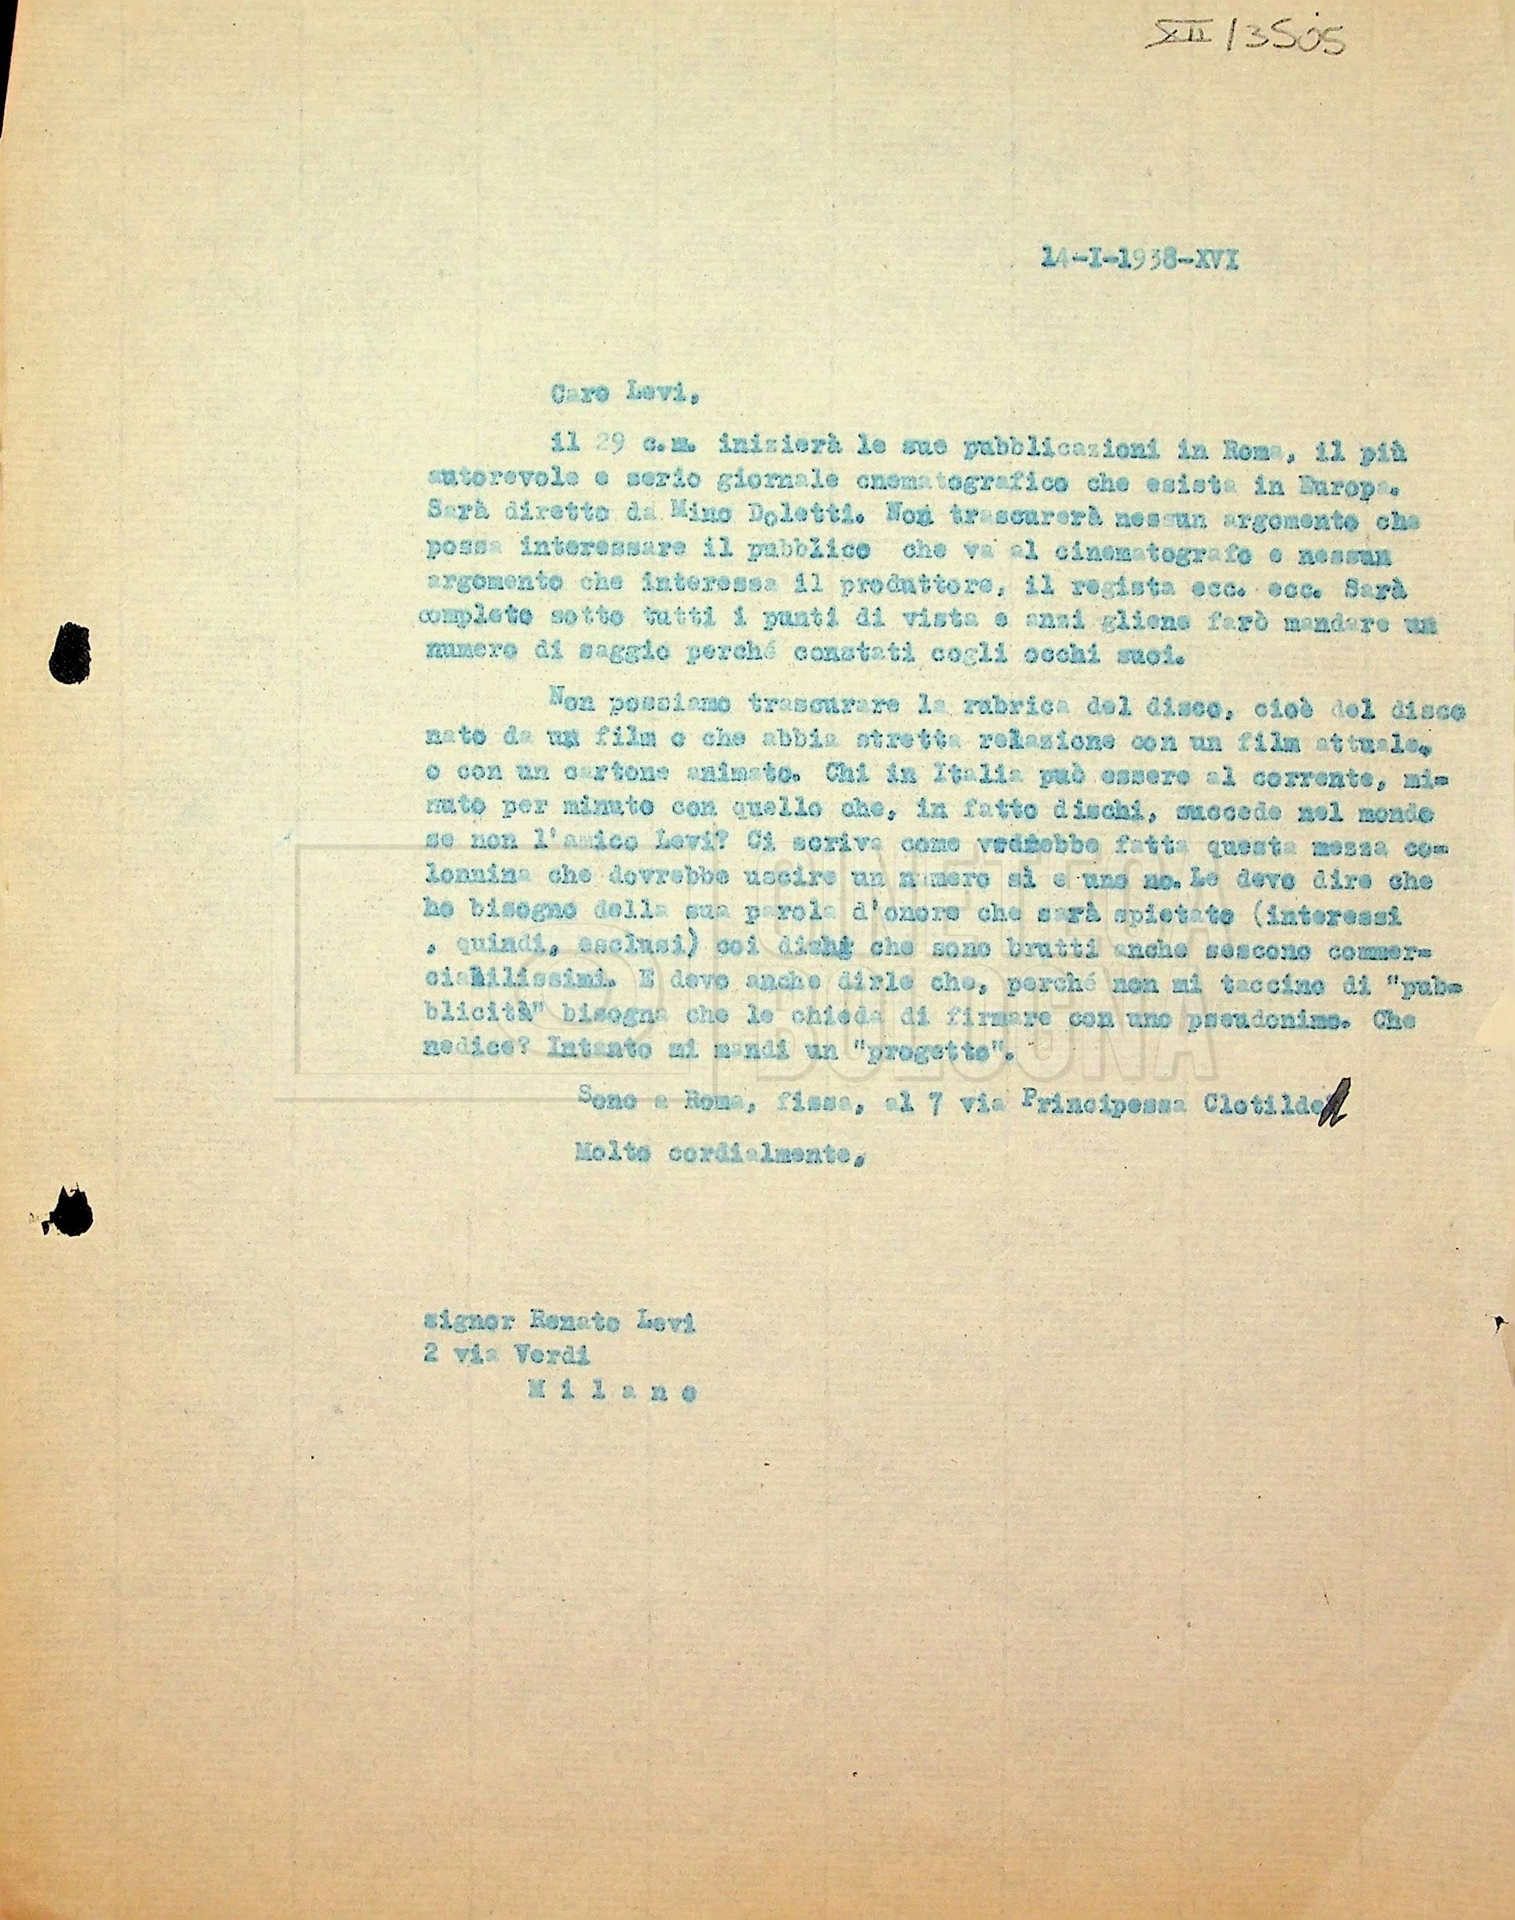 XII/3505
14-I-1938-XVI
Caro Levi,
il 29 c.m. inizierà le sue pubblicazioni in Roma, il più
autorevole e serio giornale cnematografico che esista in Europa.
Sarà diretto da Mino Doletti. Non trascurerà nessun argomento che
possa interessare il pubblico che va al cinematografo e nessun
argomento che interessa il produttore, il regista ecc. ecc. Sarà
completo sotto tutti i punti di vista e anzi gliene farò mandare un
numero di saggio perché constati cogli occhi suoi.
Non possiamo trascurare la rubrica del disco, cioè del disco
nato da un film o che abbia stretta relazione con un film attuale,
o con un cartone animato. Chi in Italia può essere al corrente, mi=
nuto per minuto con quello che, in fatto dischi, succede nel mondo
se non l'amico Levi? Ci scriva come vedrebbe fatta questa mezza co=
lonnina che dovrebbe uscire un numero sì e uno no. Le devo dire che
ho bisogno della sua parola d'onore che sarà spietato (interessi
, quindi, esclusi) coi dischi che sono brutti anche sescono commer=
ciabilissimi. E devo anche dirle che, perché non mi taccino di "pub=
blicità" bisogna che le chieda di firmare con uno pseudonimo. Che
nedice? Intanto mi mandi un "progetto".
Sono a Roma, fissa, al 7 via Principessa Clotilde
Molto cordialmente,
signor Renato Levi
2 via Verdi
M i l a n o
CINETECA
BOLOGNA